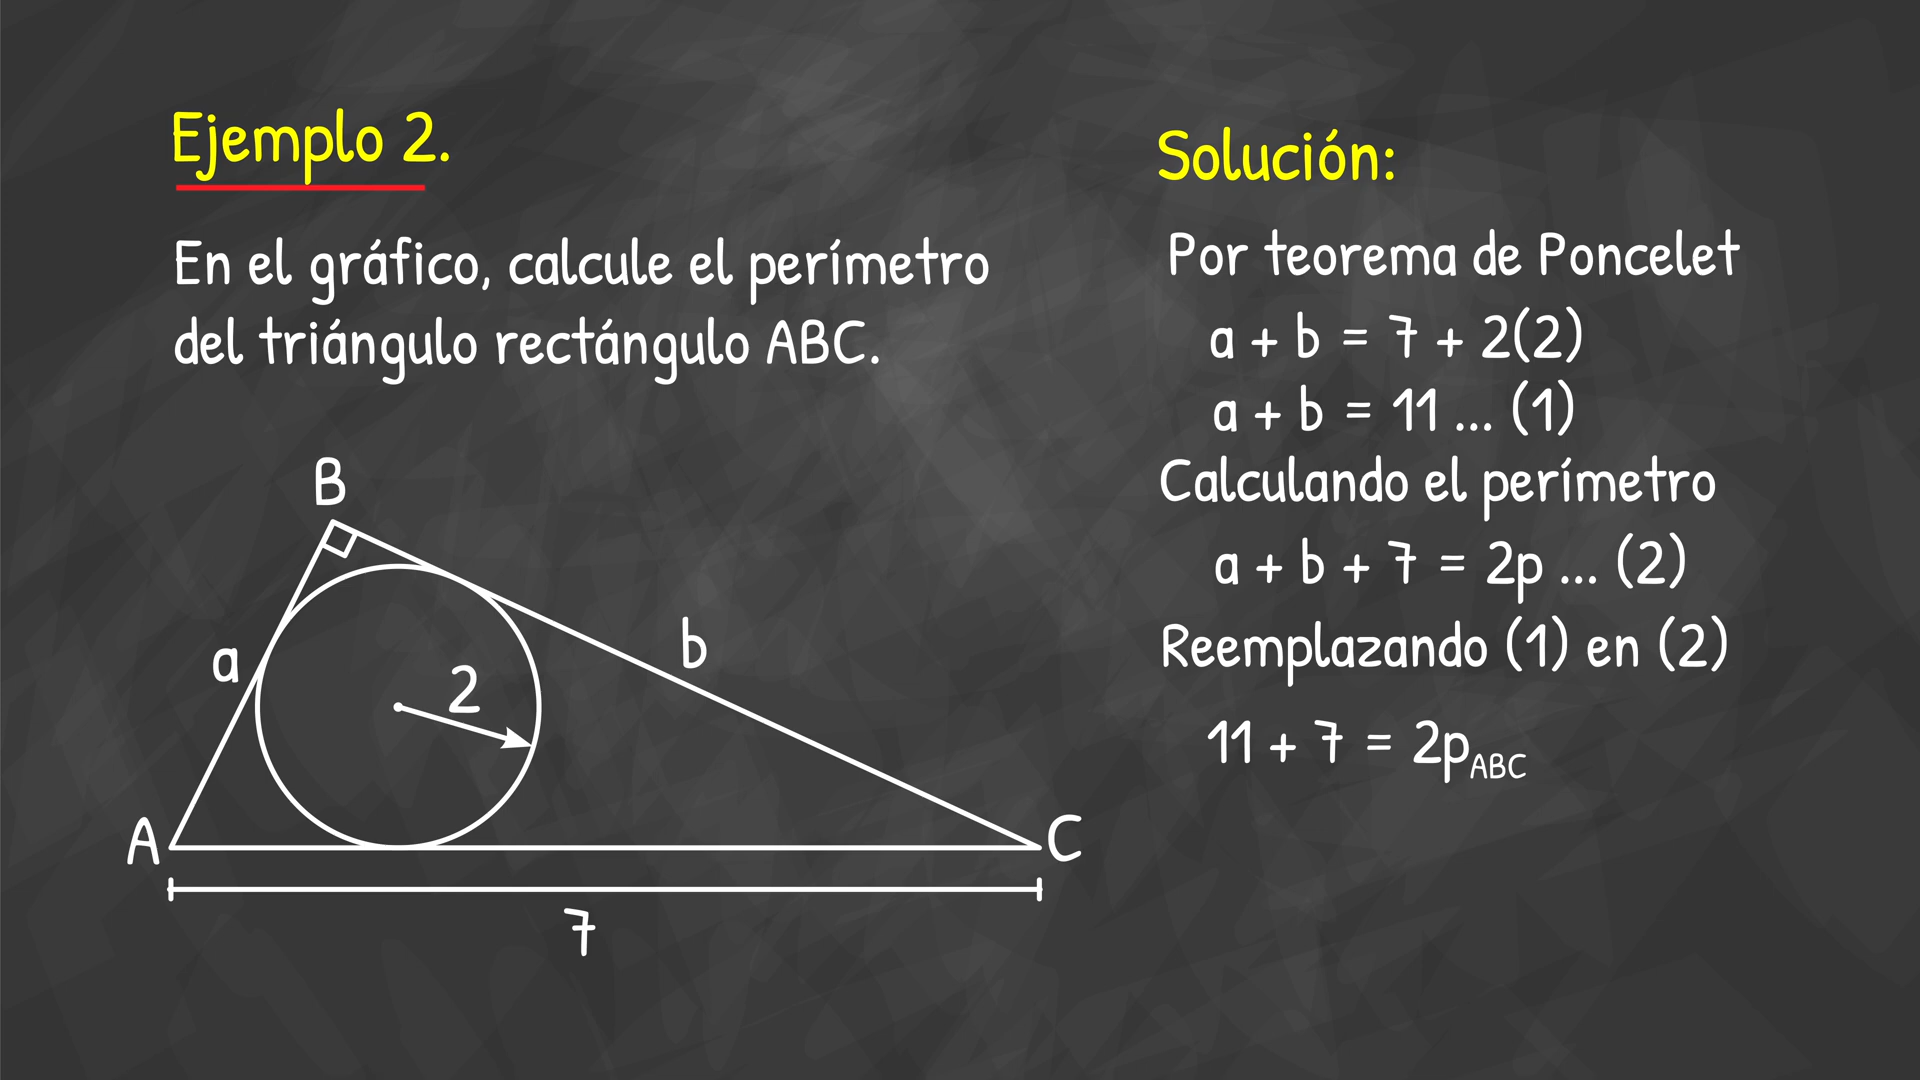 Ejemplo 2.
En el gráfico, calcule el perímetro
del triángulo rectángulo ABC.
B
a
b
2
A
C
7
Solución:
Por teorema de Poncelet
a + b = 7 + 2(2)
a + b = 11 ... (1)
Calculando el perímetro
a + b + 7 = 2p ... (2)
Reemplazando (1) en (2)
11 + 7 = 2p_ABC